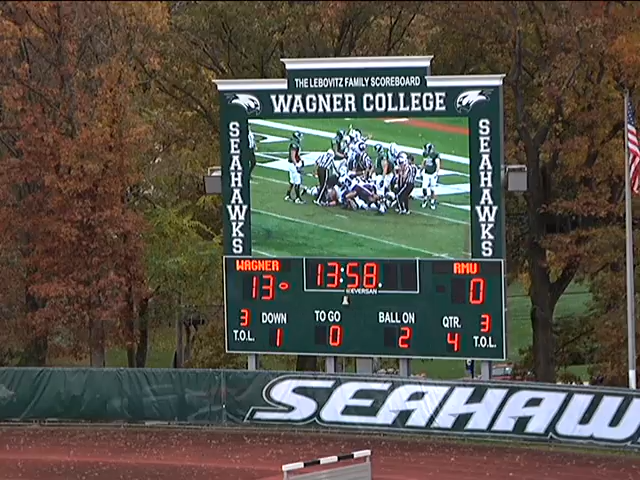 THE LEBOVITZ FAMILY SCOREBOARD
WAGNER COLLEGE
SEAHAWKS
SEAHAWKS
WAGNER 13:58 RMU
13 0
EVERSAN
3 DOWN TO GO BALL ON QTR. 3
T.O.L. 1 0 2 4 T.O.L.
SEAHAW